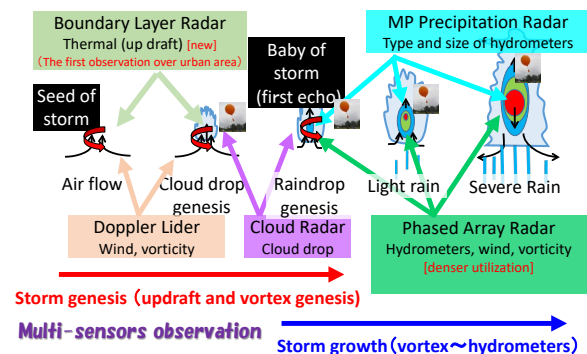 Boundary Layer Radar
Thermal (up draft) [new]
(The first observation over urban area)
MP Precipitation Radar
Type and size of hydrometers
Seed of
storm
Baby of
storm
(first echo)
Air flow
Cloud drop
genesis
Raindrop
genesis
Light rain
Severe Rain
Doppler Lider
Wind, vorticity
Cloud Radar
Cloud drop
Phased Array Radar
Hydrometers, wind, vorticity
[denser utilization]
Storm genesis (updraft and vortex genesis)
Multi-sensors observation
Storm growth(vortex～hydrometers)